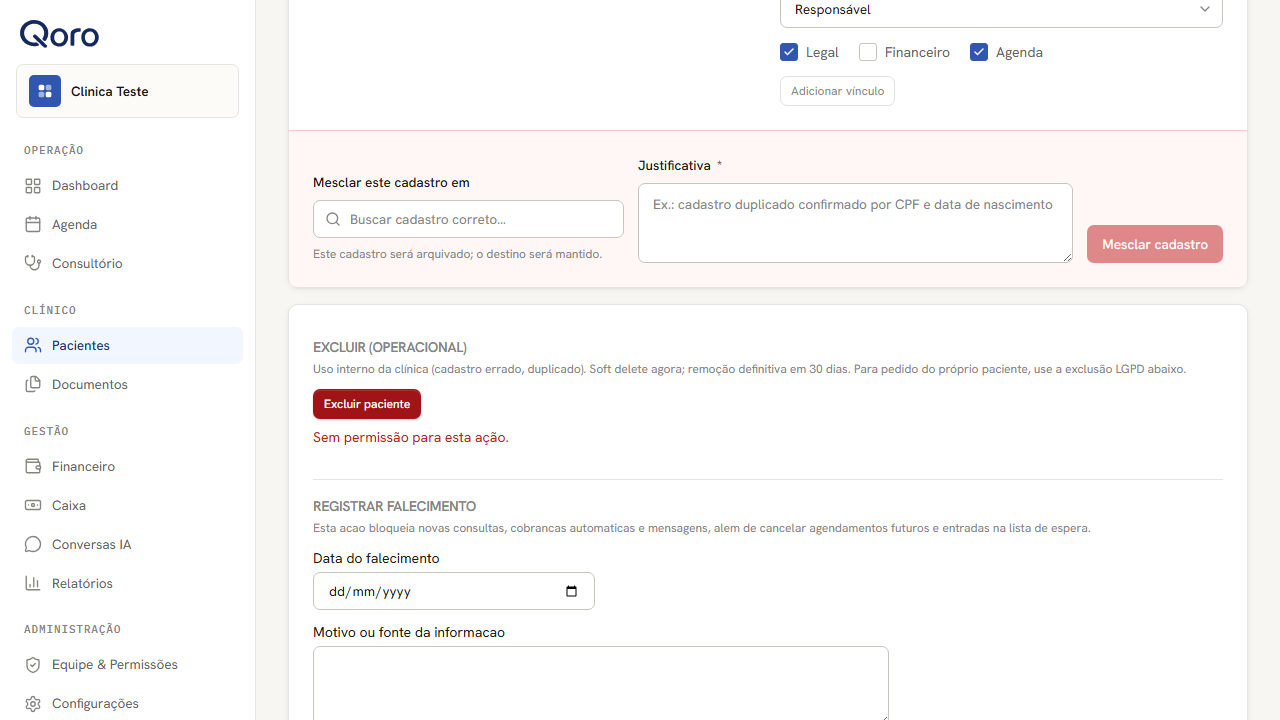 Qoro
Clinica Teste
OPERAÇÃO
Dashboard
Agenda
Consultório
CLÍNICO
Pacientes
Documentos
GESTÃO
Financeiro
Caixa
Conversas IA
Relatórios
ADMINISTRAÇÃO
Equipe & Permissões
Configurações
Responsável
Legal Financeiro Agenda
Adicionar vínculo
Mesclar este cadastro em
Buscar cadastro correto...
Este cadastro será arquivado; o destino será mantido.
Justificativa *
Ex.: cadastro duplicado confirmado por CPF e data de nascimento
Mesclar cadastro
EXCLUIR (OPERACIONAL)
Uso interno da clínica (cadastro errado, duplicado). Soft delete agora; remoção definitiva em 30 dias. Para pedido do próprio paciente, use a exclusão LGPD abaixo.
Excluir paciente
Sem permissão para esta ação.
REGISTRAR FALECIMENTO
Esta acao bloqueia novas consultas, cobrancas automaticas e mensagens, alem de cancelar agendamentos futuros e entradas na lista de espera.
Data do falecimento
dd/mm/yyyy
Motivo ou fonte da informacao